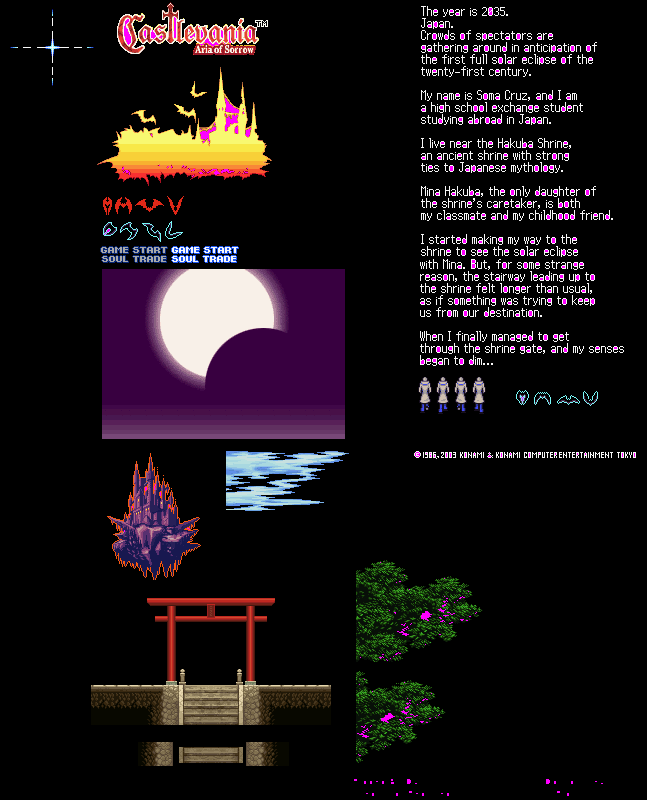 Castlevania™
Aria of Sorrow
GAME START GAME START
SOUL TRADE SOUL TRADE
The year is 2035.
Japan.
Crowds of spectators are
gathering around in anticipation of
the first full solar eclipse of the
twenty-first century.
My name is Soma Cruz, and I am
a high school exchange student
studying abroad in Japan.
I live near the Hakuba Shrine,
an ancient shrine with strong
ties to Japanese mythology.
Mina Hakuba, the only daughter of
the shrine's caretaker, is both
my classmate and my childhood friend.
I started making my way to the
shrine to see the solar eclipse
with Mina. But, for some strange
reason, the stairway leading up to
the shrine felt longer than usual,
as if something was trying to keep
us from our destination.
When I finally managed to get
through the shrine gate, and my senses
began to dim...
©1986,2003 KONAMI & KONAMI COMPUTER ENTERTAINMENT TOKYO